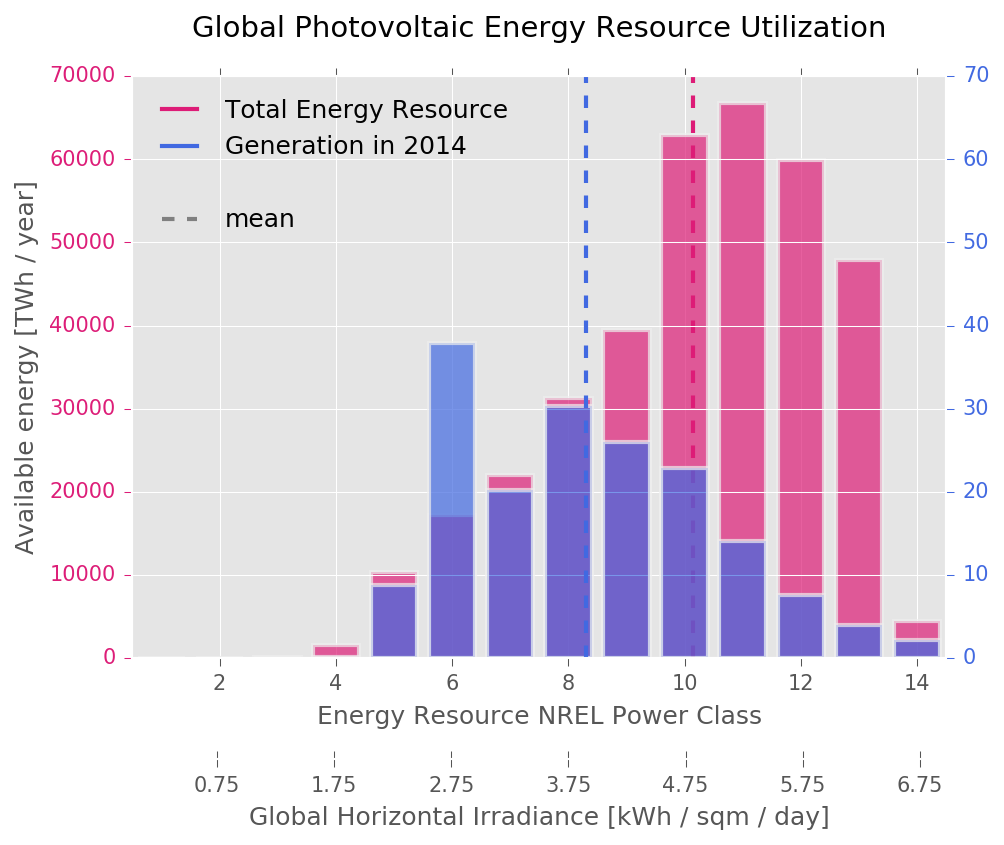 Global Photovoltaic Energy Resource Utilization
Total Energy Resource
Generation in 2014
mean
Available energy [TWh / year]
70000
60000
50000
40000
30000
20000
10000
0
70
60
50
40
30
20
10
0
2 4 6 8 10 12 14
Energy Resource NREL Power Class
0.75 1.75 2.75 3.75 4.75 5.75 6.75
Global Horizontal Irradiance [kWh / sqm / day]